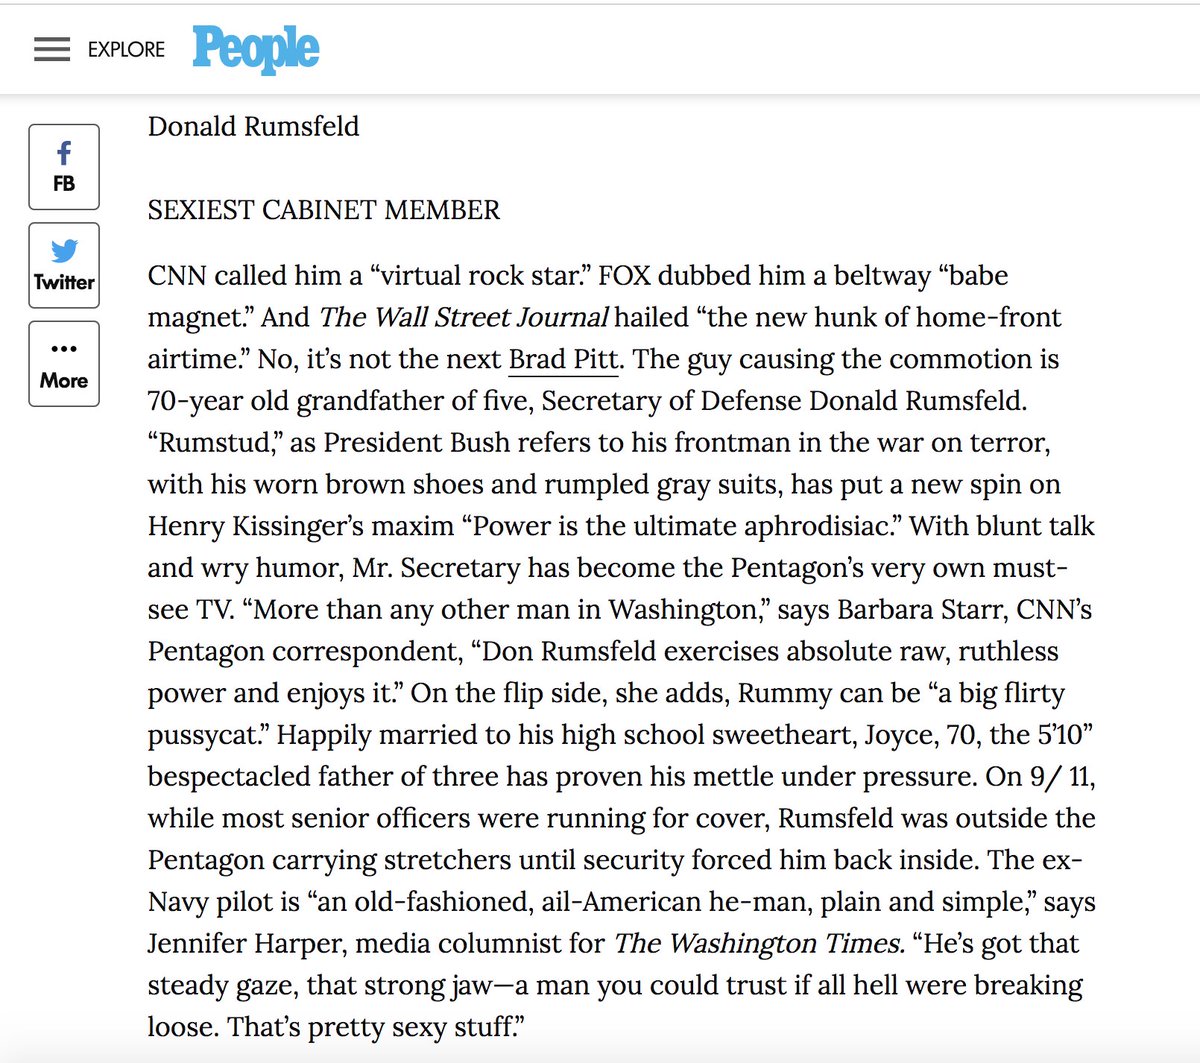 EXPLORE People
FB
Twitter
More
Donald Rumsfeld
SEXIEST CABINET MEMBER
CNN called him a “virtual rock star.” FOX dubbed him a beltway “babe
magnet.” And The Wall Street Journal hailed “the new hunk of home-front
airtime.” No, it’s not the next Brad Pitt. The guy causing the commotion is
70-year old grandfather of five, Secretary of Defense Donald Rumsfeld.
“Rumstud,” as President Bush refers to his frontman in the war on terror,
with his worn brown shoes and rumpled gray suits, has put a new spin on
Henry Kissinger’s maxim “Power is the ultimate aphrodisiac.” With blunt talk
and wry humor, Mr. Secretary has become the Pentagon’s very own must-
see TV. “More than any other man in Washington,” says Barbara Starr, CNN’s
Pentagon correspondent, “Don Rumsfeld exercises absolute raw, ruthless
power and enjoys it.” On the flip side, she adds, Rummy can be “a big flirty
pussycat.” Happily married to his high school sweetheart, Joyce, 70, the 5’10”
bespectacled father of three has proven his mettle under pressure. On 9/ 11,
while most senior officers were running for cover, Rumsfeld was outside the
Pentagon carrying stretchers until security forced him back inside. The ex-
Navy pilot is “an old-fashioned, ail-American he-man, plain and simple,” says
Jennifer Harper, media columnist for The Washington Times. “He’s got that
steady gaze, that strong jaw—a man you could trust if all hell were breaking
loose. That’s pretty sexy stuff.”